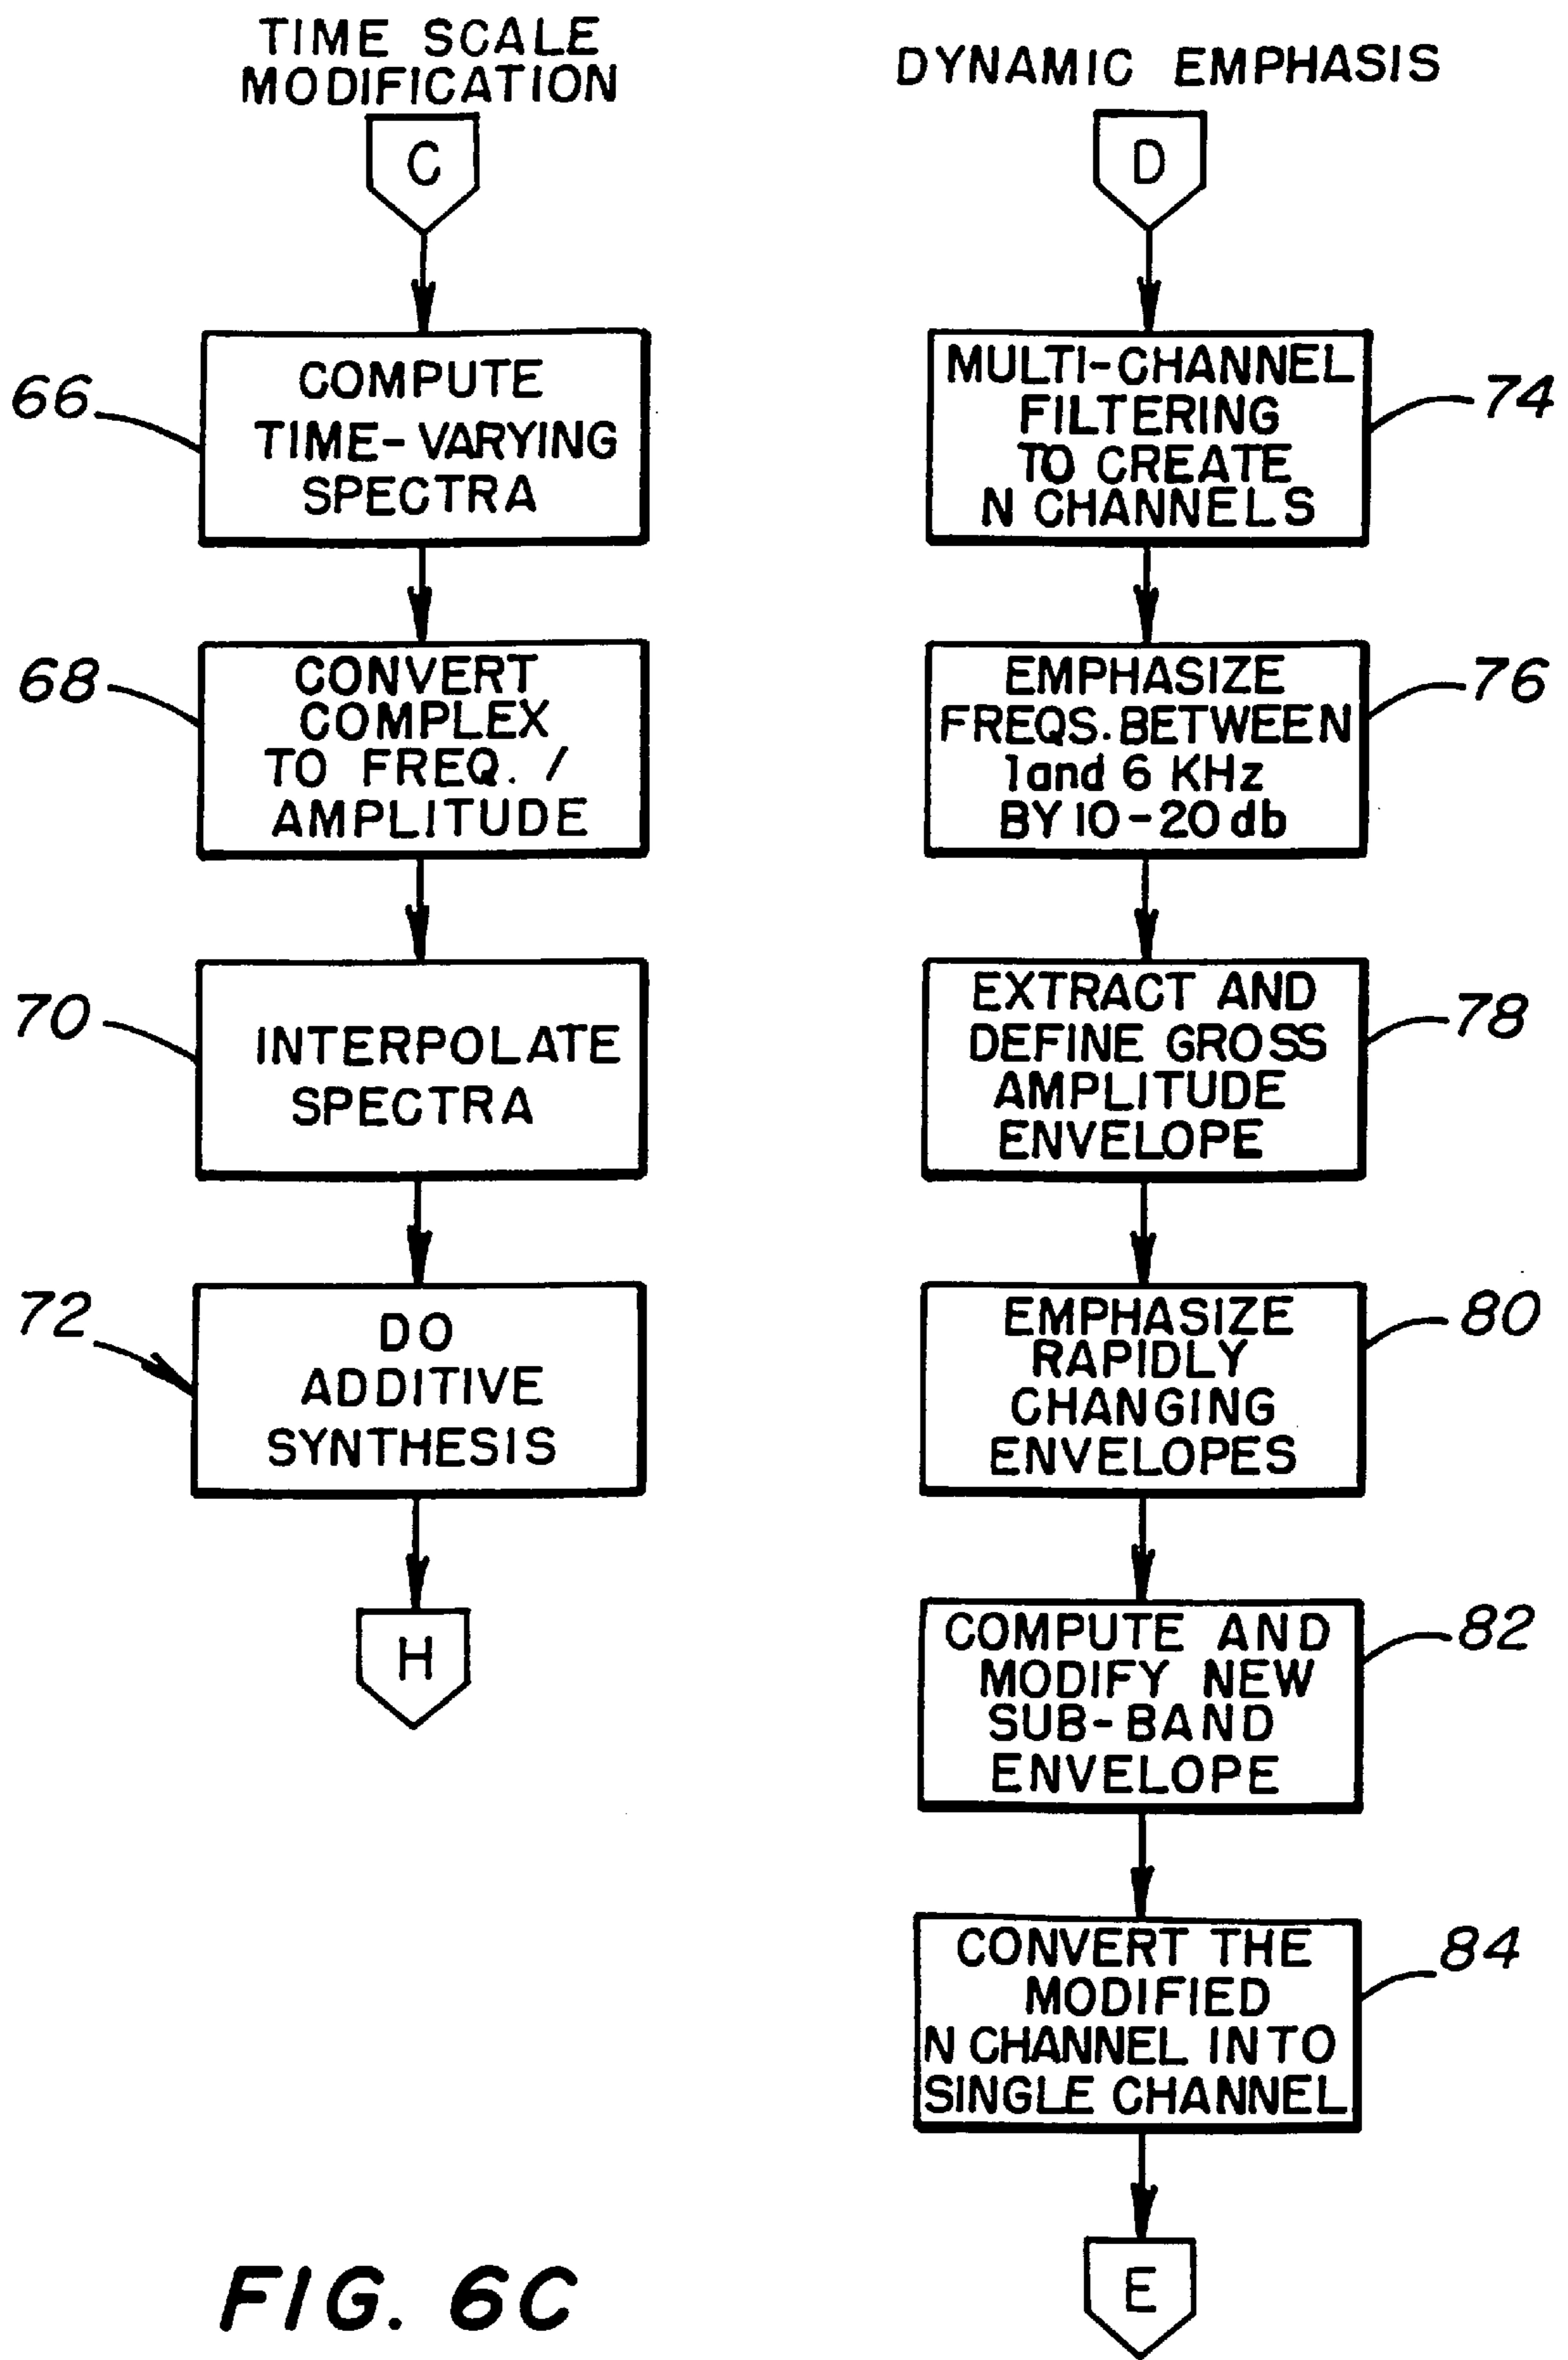 TIME SCALE
MODIFICATION
C
66
COMPUTE
TIME-VARYING
SPECTRA
68
CONVERT
COMPLEX
TO FREQ. /
AMPLITUDE
70
INTERPOLATE
SPECTRA
72
DO
ADDITIVE
SYNTHESIS
H
DYNAMIC EMPHASIS
D
MULTI-CHANNEL
FILTERING
TO CREATE
N CHANNELS
74
EMPHASIZE
FREQS. BETWEEN
1 and 6 KHz
BY 10-20 db
76
EXTRACT AND
DEFINE GROSS
AMPLITUDE
ENVELOPE
78
EMPHASIZE
RAPIDLY
CHANGING
ENVELOPES
80
COMPUTE AND
MODIFY NEW
SUB-BAND
ENVELOPE
82
CONVERT THE
MODIFIED
N CHANNEL INTO
SINGLE CHANNEL
84
E
FIG. 6C